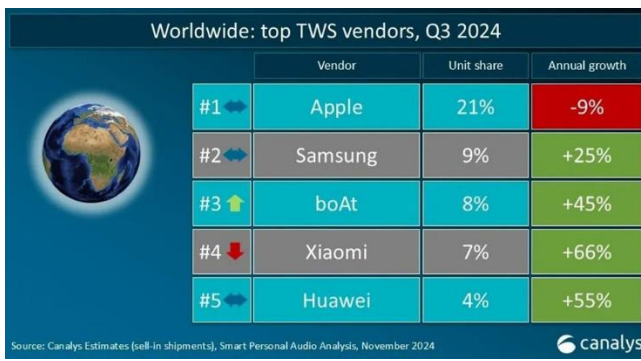 Worldwide: top TWS vendors, Q3 2024
Vendor Unit share Annual growth
#1 Apple 21% -9%
#2 Samsung 9% +25%
#3 boAt 8% +45%
#4 Xiaomi 7% +66%
#5 Huawei 4% +55%
Source: Canalys Estimates (sell-in shipments), Smart Personal Audio Analysis, November 2024
canalys